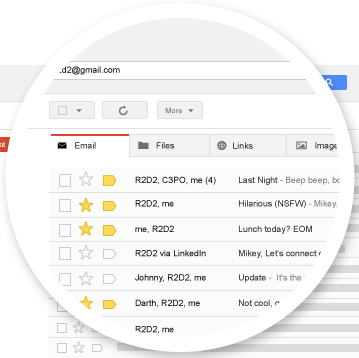 .d2@gmail.com
More
Email Files Links Image
R2D2, C3PO, me (4) Last Night - Beep beep, bo
R2D2, me Hilarious (NSFW) - Mikey,
me, R2D2 Lunch today? EOM
R2D2 via LinkedIn Mikey, Let's connect o
Johnny, R2D2, me Update - It's the
Darth, R2D2, me Not cool,
R2D2, me